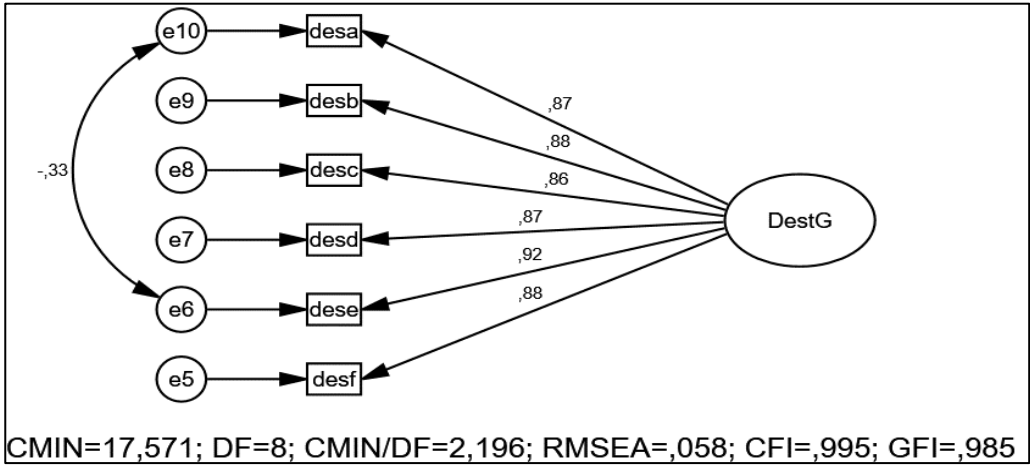 e10 desa
,87
e9 desb
,88
-,33
e8 desc
,86
DestG
,87
e7 desd
,92
e6 dese
,88
e5 desf
CMIN=17,571; DF=8; CMIN/DF=2,196; RMSEA=,058; CFI=,995; GFI=,985